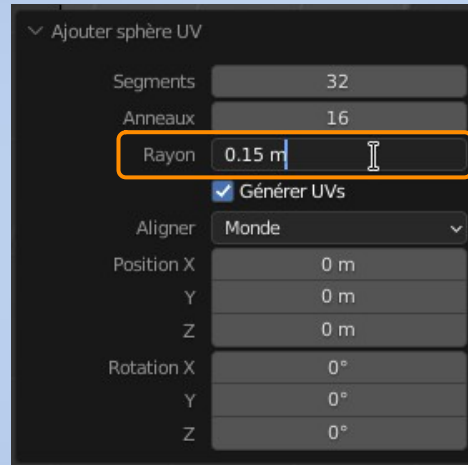 Ajouter sphère UV
Segments 32
Anneaux 16
Rayon 0.15 m
Générer UVs
Aligner Monde
Position X 0 m
Y 0 m
Z 0 m
Rotation X 0°
Y 0°
Z 0°